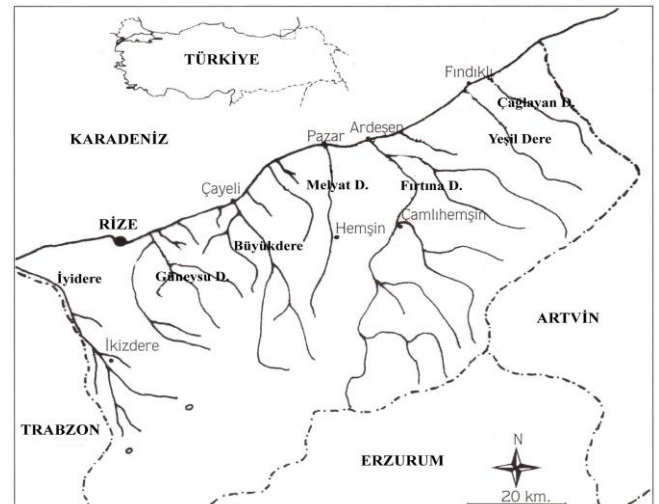 TÜRKİYE
Fındıklı
Çağlayan D.
KARADENİZ
Ardeşen
Pazar
Yeşil Dere
Çayeli
Melyat D.
Fırtına D.
RİZE
Hemşin
Çamlıhemşin
Büyükdere
İyidere
Güneysu D.
ARTVİN
İkizdere
TRABZON
ERZURUM
N
20 km.